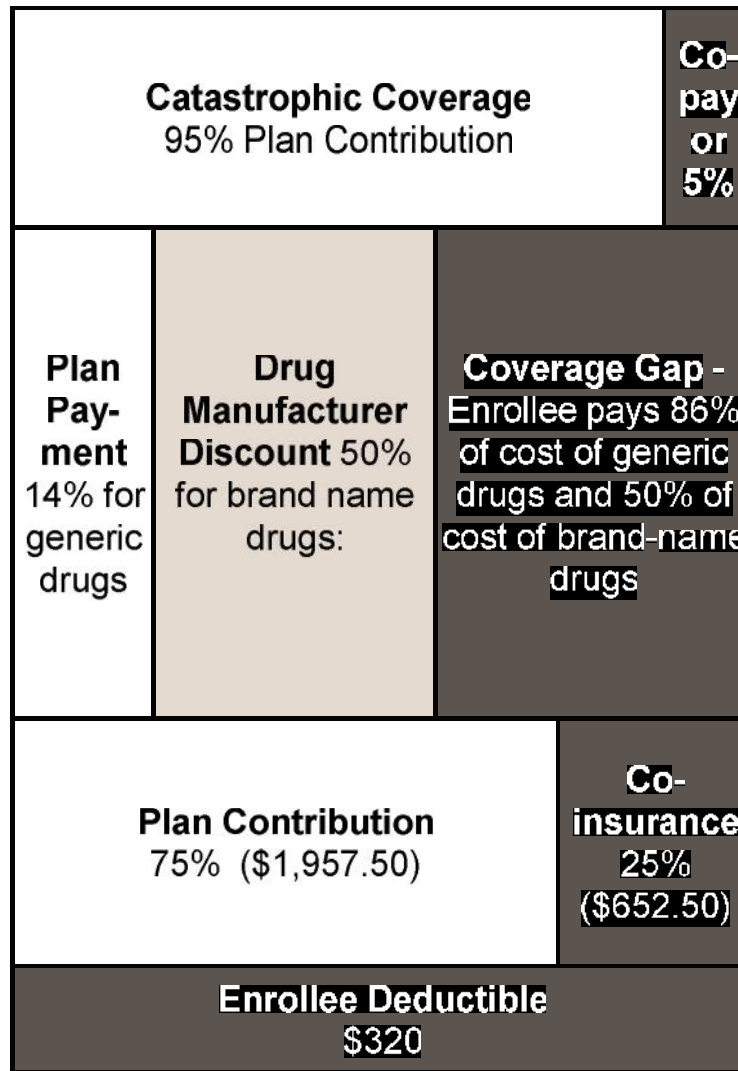 Catastrophic Coverage
95% Plan Contribution
Co-
pay
or
5%
Plan
Pay-
ment
14% for
generic
drugs
Drug
Manufacturer
Discount 50%
for brand name
drugs:
Coverage Gap -
Enrollee pays 86%
of cost of generic
drugs and 50% of
cost of brand-name
drugs
Plan Contribution
75% ($1,957.50)
Co-
insurance
25%
($652.50)
Enrollee Deductible
$320